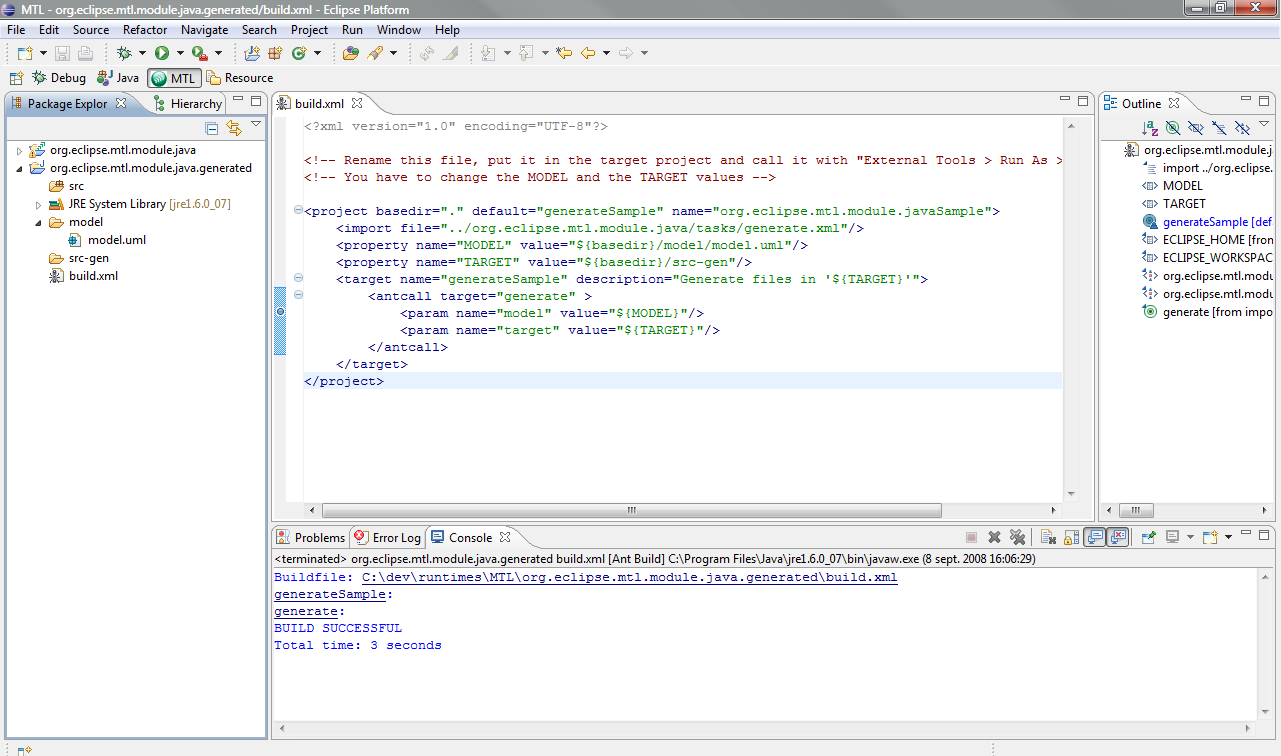 MTL - org.eclipse.mtl.module.java.generated/build.xml - Eclipse Platform
File Edit Source Refactor Navigate Search Project Run Window Help
Debug Java MTL Resource
Package Explor Hierarchy
org.eclipse.mtl.module.java
org.eclipse.mtl.module.java.generated
src
JRE System Library [jre1.6.0_07]
model
model.uml
src-gen
build.xml
build.xml
<?xml version="1.0" encoding="UTF-8"?>
<!-- Rename this file, put it in the target project and call it with "External Tools > Run As >
<!-- You have to change the MODEL and the TARGET values -->
<project basedir="." default="generateSample" name="org.eclipse.mtl.module.javaSample">
<import file="../org.eclipse.mtl.module.java/tasks/generate.xml"/>
<property name="MODEL" value="${basedir}/model/model.uml"/>
<property name="TARGET" value="${basedir}/src-gen"/>
<target name="generateSample" description="Generate files in '${TARGET}'">
<antcall target="generate" >
<param name="model" value="${MODEL}"/>
<param name="target" value="${TARGET}"/>
</antcall>
</target>
</project>
Outline
org.eclipse.mtl.module.j
import ../org.eclipse.
MODEL
TARGET
generateSample [def
ECLIPSE_HOME [fron
ECLIPSE_WORKSPAC
org.eclipse.mtl.modu
org.eclipse.mtl.modu
generate [from impo
Problems Error Log Console
<terminated> org.eclipse.mtl.module.java.generated build.xml [Ant Build] C:\Program Files\Java\jre1.6.0_07\bin\javaw.exe (8 sept. 2008 16:06:29)
Buildfile: C:\dev\runtimes\MTL\org.eclipse.mtl.module.java.generated\build.xml
generateSample:
generate:
BUILD SUCCESSFUL
Total time: 3 seconds